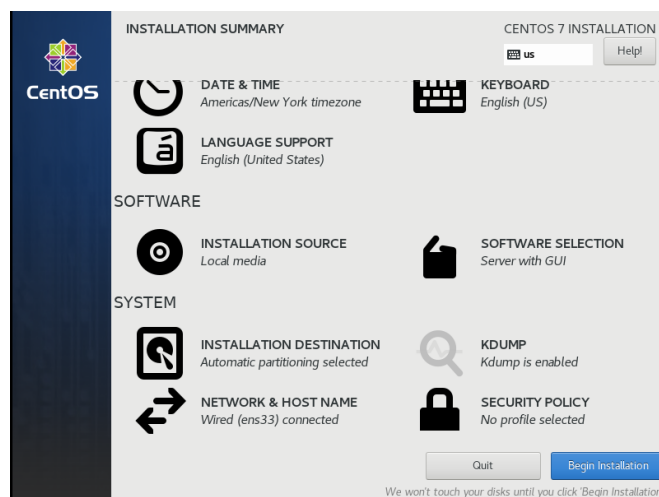 INSTALLATION SUMMARY
CENTOS 7 INSTALLATION
us
Help!
CentOS
DATE & TIME
Americas/New York timezone
KEYBOARD
English (US)
á
LANGUAGE SUPPORT
English (United States)
SOFTWARE
INSTALLATION SOURCE
Local media
SOFTWARE SELECTION
Server with GUI
SYSTEM
INSTALLATION DESTINATION
Automatic partitioning selected
KDUMP
Kdump is enabled
NETWORK & HOST NAME
Wired (ens33) connected
SECURITY POLICY
No profile selected
Quit
Begin Installation
We won't touch your disks until you click 'Begin Installation